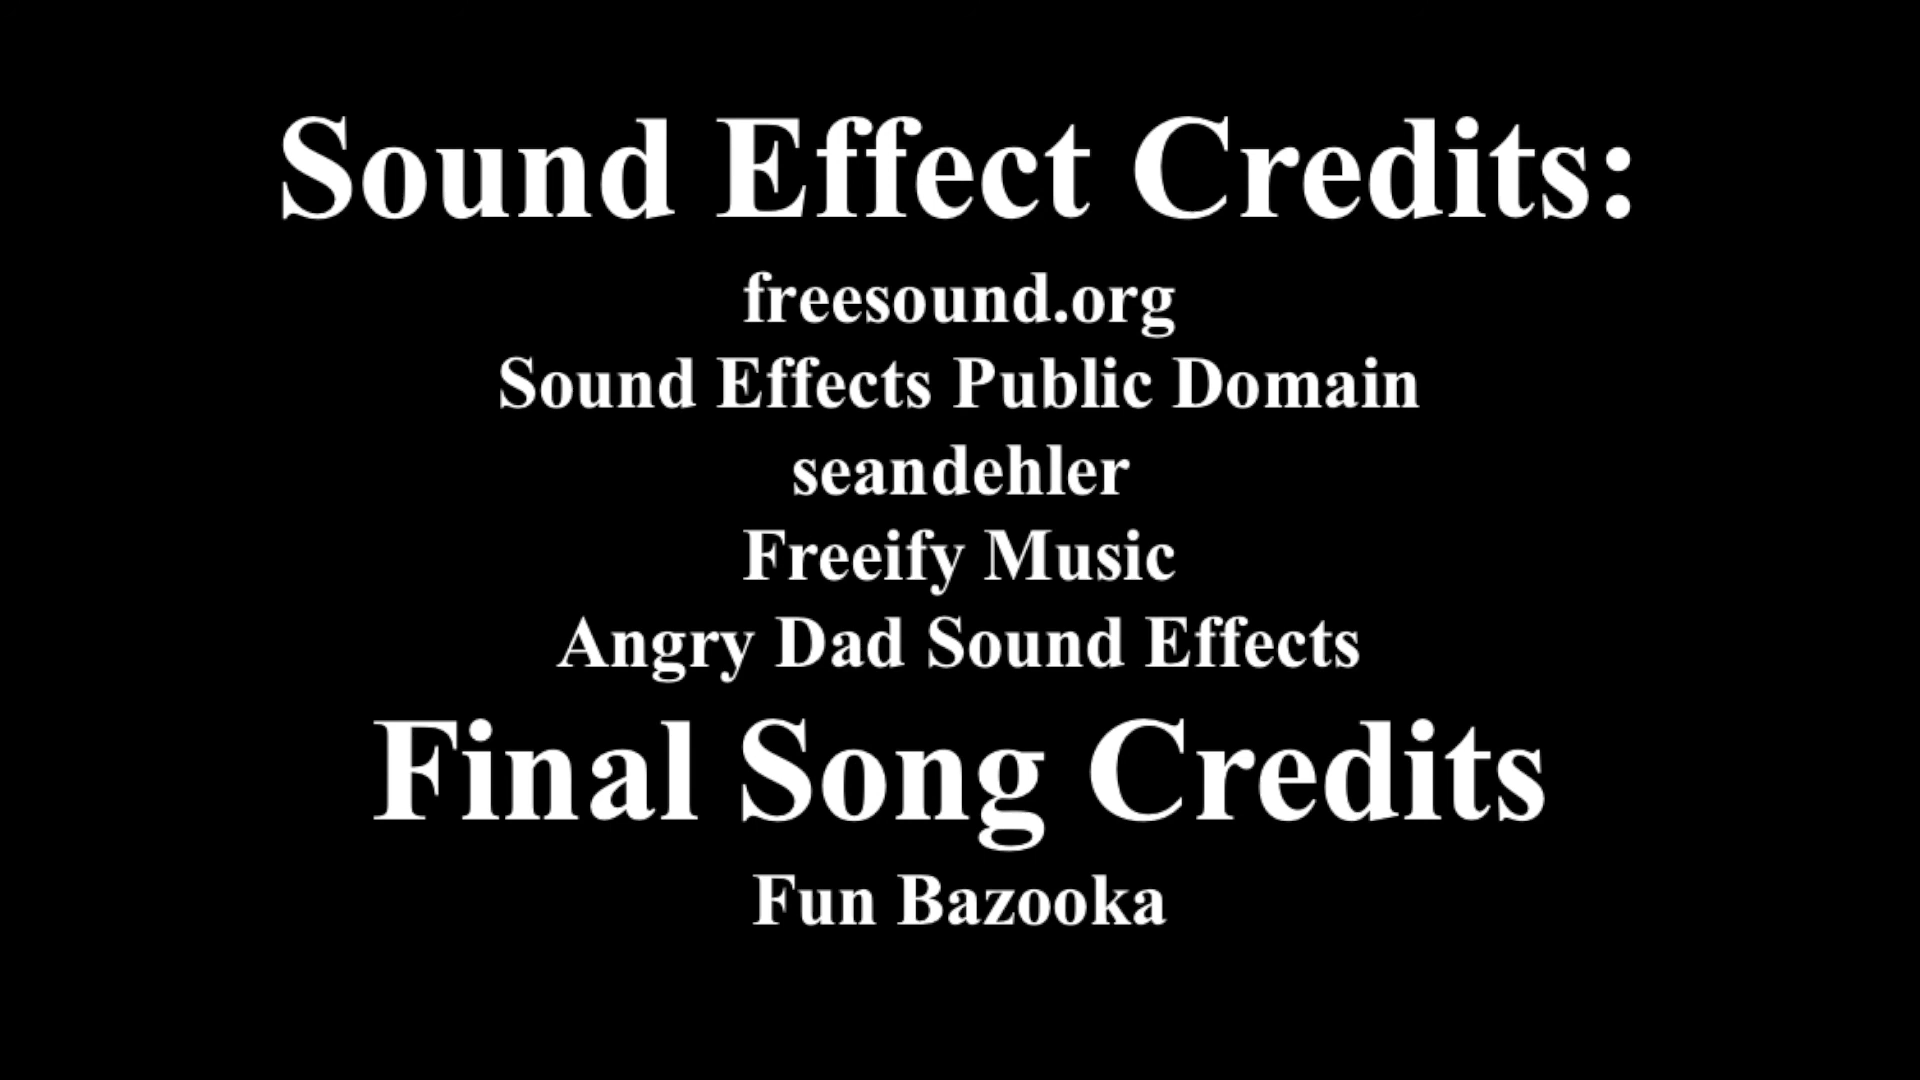 Sound Effect Credits:
freesound.org
Sound Effects Public Domain
seandehler
Freeify Music
Angry Dad Sound Effects
Final Song Credits
Fun Bazooka